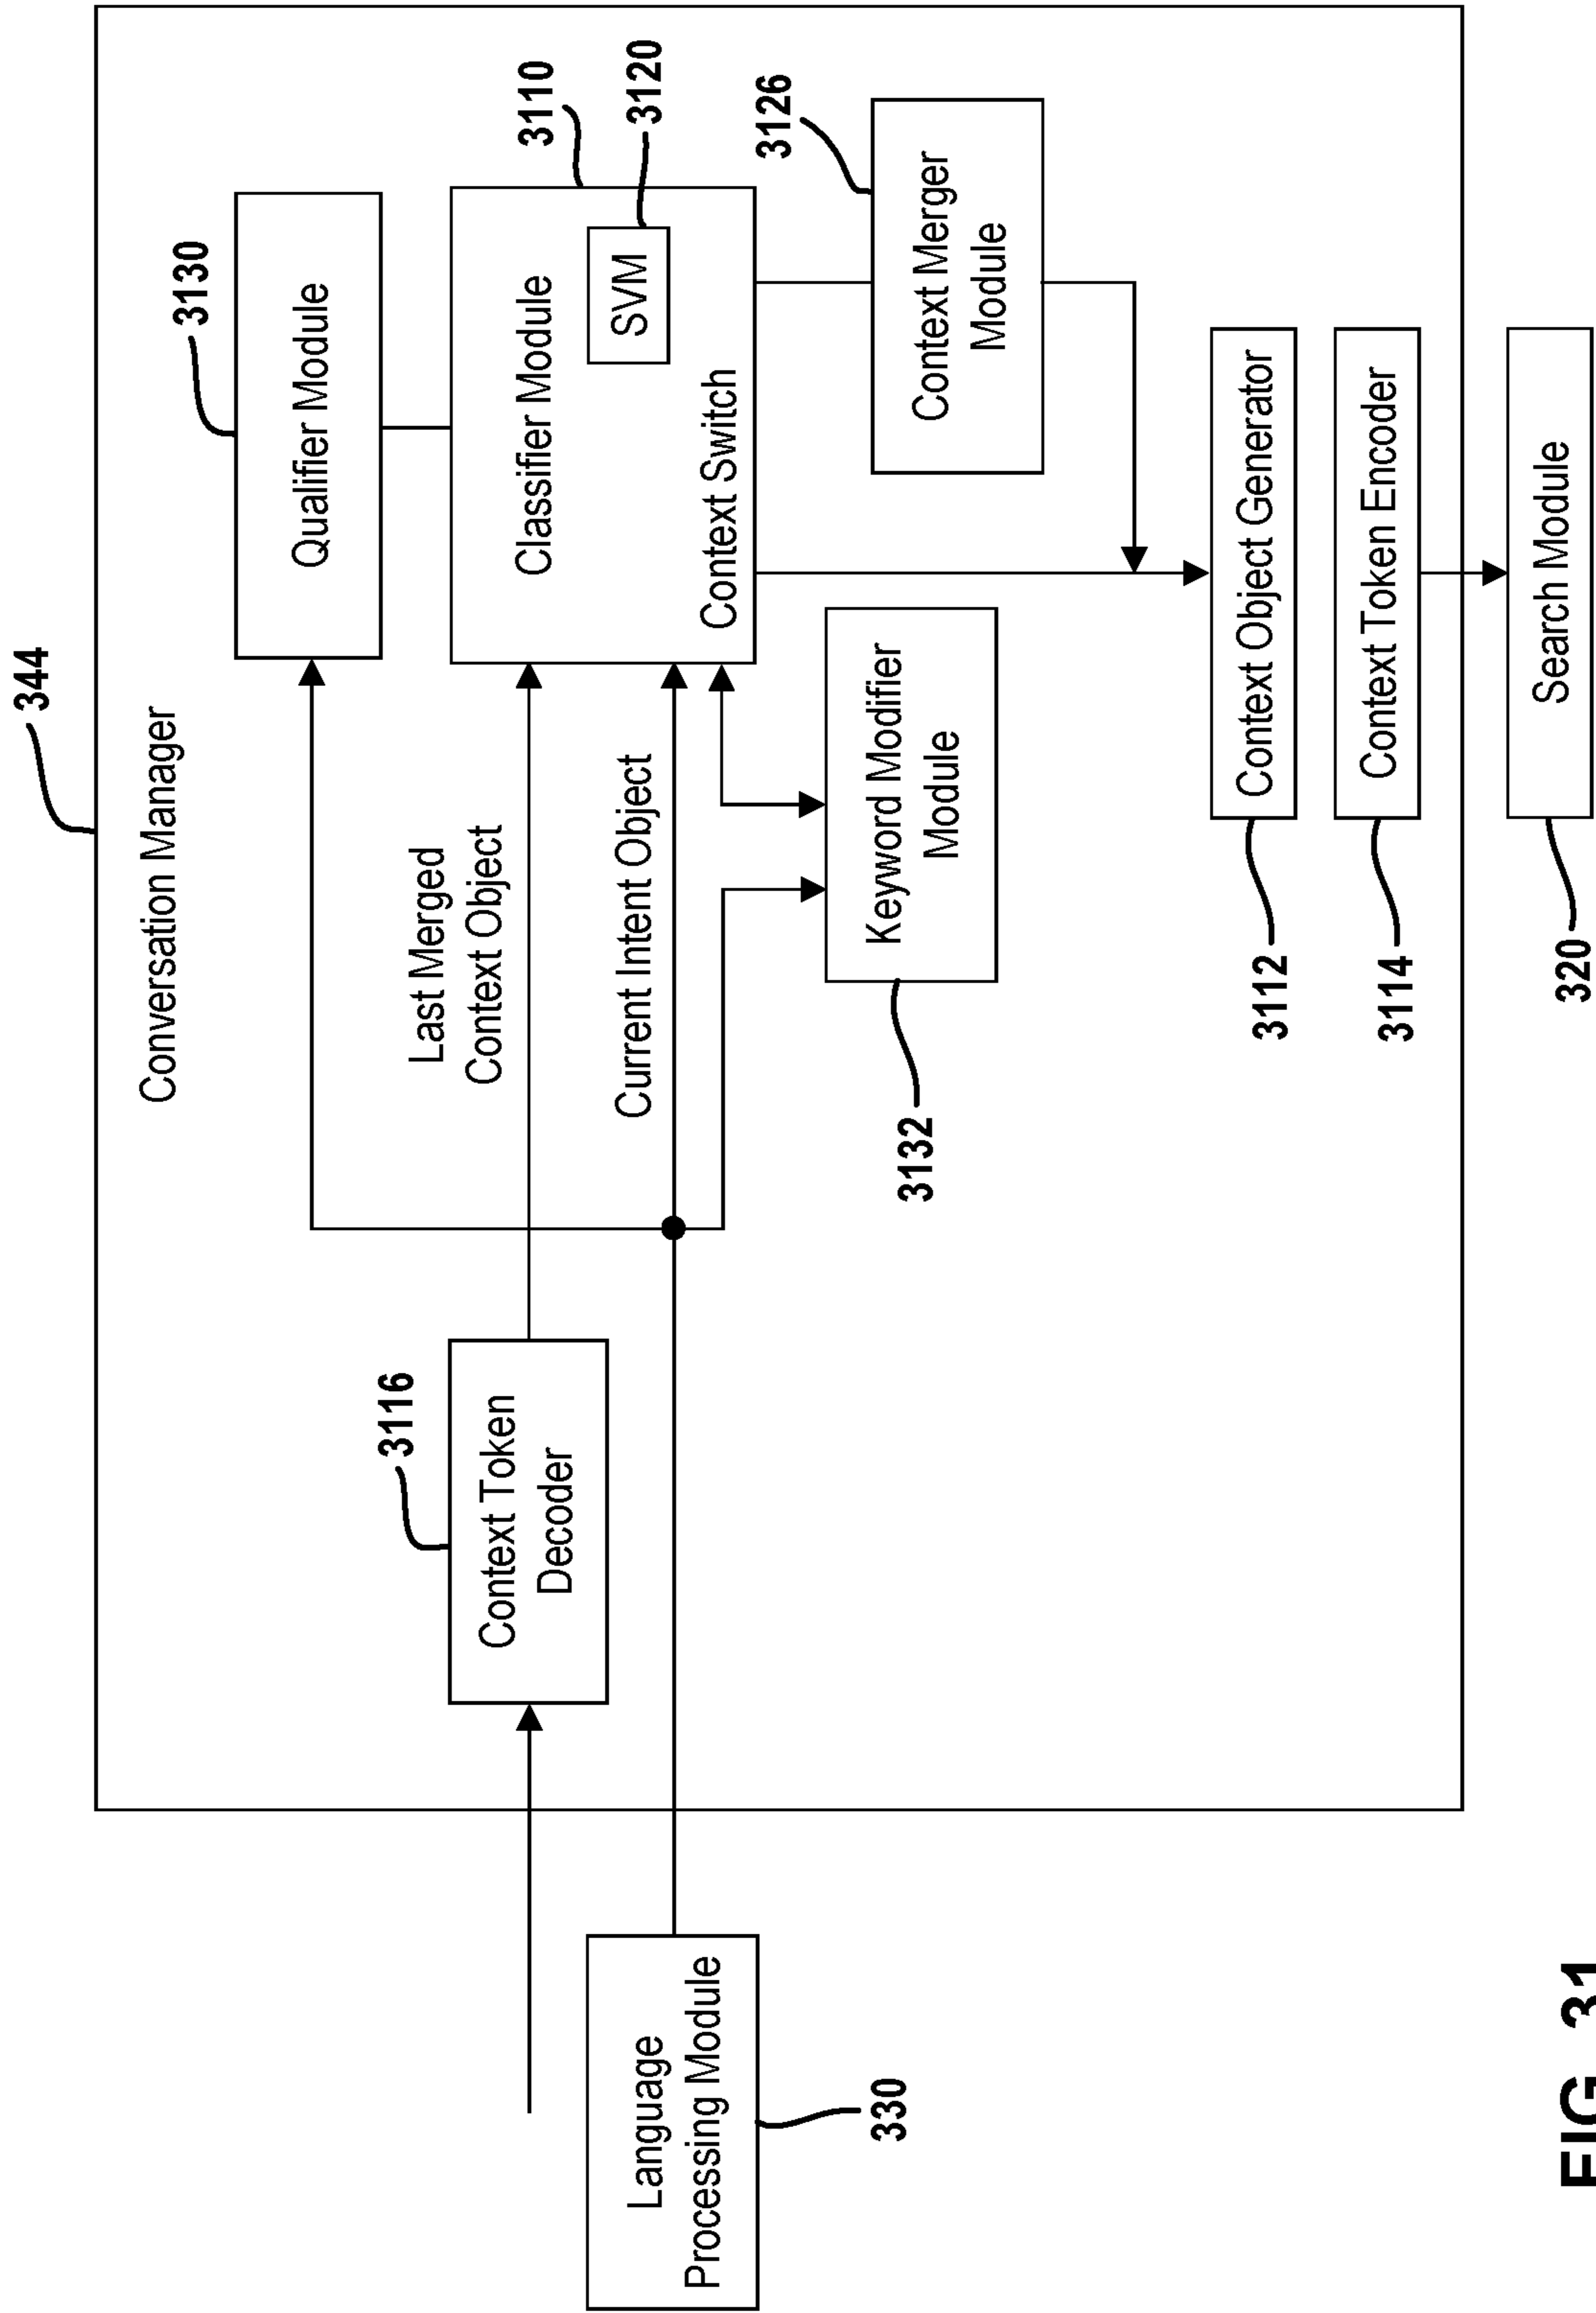 344
Conversation Manager
3130
Qualifier Module
3110
Classifier Module
3120
SVM
Context Switch
3126
Context Merger
Module
3116
Context Token
Decoder
Last Merged
Context Object
Current Intent Object
Keyword Modifier
Module
3132
Language
Processing Module
330
Context Object Generator
3112
Context Token Encoder
3114
Search Module
320
FIG. 31